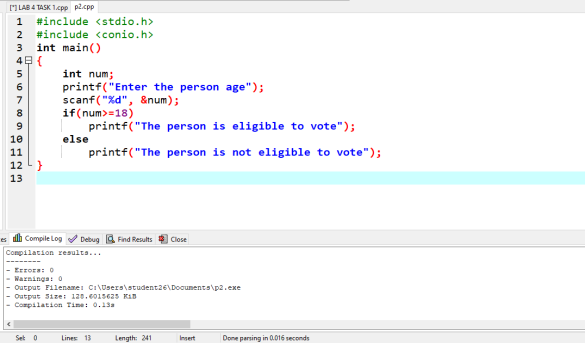 [*] LAB 4 TASK 1.cpp p2.cpp
1 #include <stdio.h>
2 #include <conio.h>
3 int main()
4 {
5 int num;
6 printf("Enter the person age");
7 scanf("%d", &num);
8 if(num>=18)
9 printf("The person is eligible to vote");
10 else
11 printf("The person is not eligible to vote");
12 }
13
es Compile Log Debug Find Results Close
Compilation results...
--------
- Errors: 0
- Warnings: 0
- Output Filename: C:\Users\student26\Documents\p2.exe
- Output Size: 128.6015625 KiB
- Compilation Time: 0.13s
Sel: 0 Lines: 13 Length: 241 Insert Done parsing in 0.016 seconds